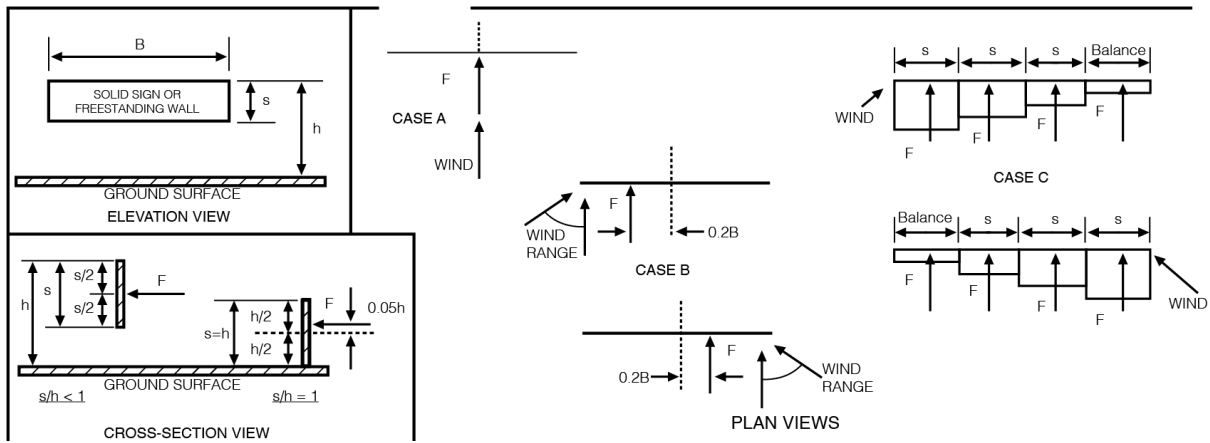 B
SOLID SIGN OR
FREESTANDING WALL
s
h
GROUND SURFACE
ELEVATION VIEW
h
s
s/2
s/2
F
s=h
h/2
h/2
F
0.05h
GROUND SURFACE
s/h < 1
s/h = 1
CROSS-SECTION VIEW
F
CASE A
WIND
F
WIND
RANGE
0.2B
CASE B
0.2B
F
WIND
RANGE
PLAN VIEWS
s
s
s
Balance
WIND
F
F
F
F
CASE C
Balance
s
s
s
F
F
F
F
WIND